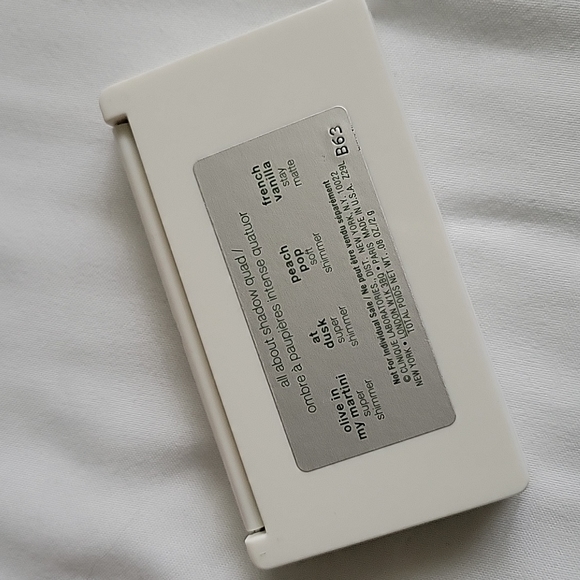 all about shadow quad /
ombre à paupières intense quatuor
olive in
my martini
super
shimmer
at
dusk
super
shimmer
peach
pop
soft
shimmer
french
vanilla
stay
matte
Not For Individual Sale / Ne peut être vendu séparément
© CLINIQUE LABORATORIES., DIST. NEW YORK, N.Y. 10022
NEW YORK • LONDON W1K 3BQ • PARIS MADE IN U.S.A. Z29L
TOTAL POIDS NET WT. .08 OZ./2 g
B63